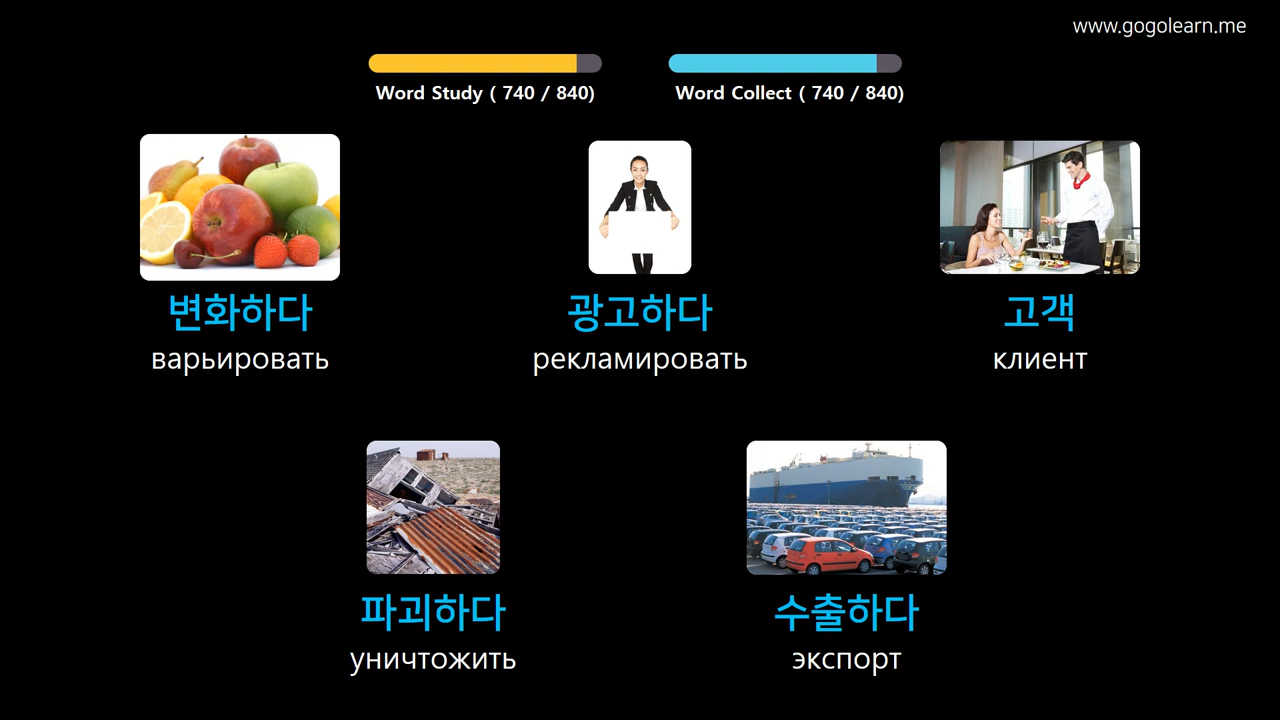 www.gogolearn.me
Word Study ( 740 / 840)
Word Collect ( 740 / 840)
변화하다
варьировать
광고하다
рекламировать
고객
клиент
파괴하다
уничтожить
수출하다
экспорт